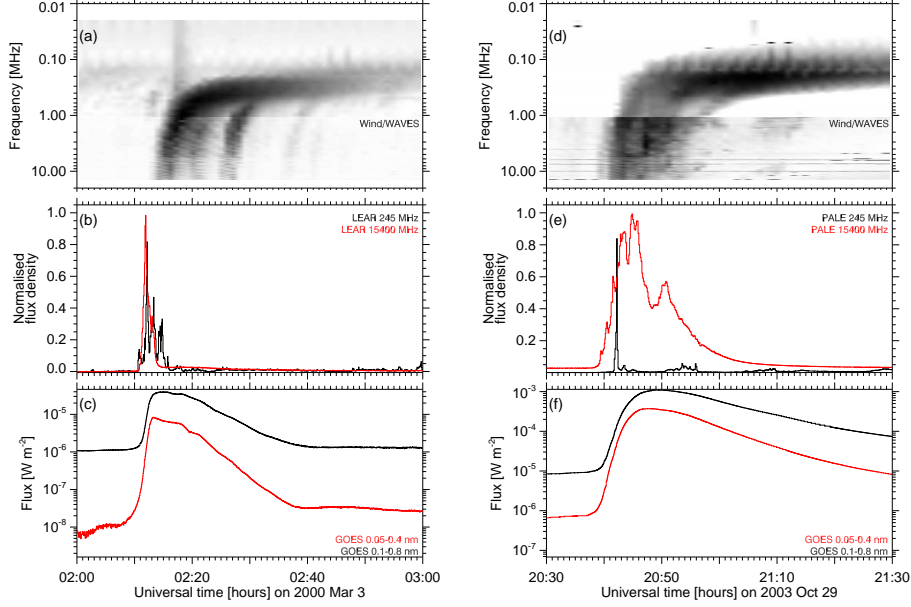 0.01
(a)
0.10
Frequency [MHz]
1.00
Wind/WAVES
10.00
1.0
(b)
LEAR 245 MHz
LEAR 15400 MHz
0.8
Normalised
flux density
0.6
0.4
0.2
0.0
(c)
10-5
Flux [W m-2]
10-6
10-7
10-8
GOES 0.05-0.4 nm
GOES 0.1-0.8 nm
02:00
02:20
02:40
03:00
Universal time [hours] on 2000 Mar 3
0.01
(d)
0.10
Frequency [MHz]
1.00
Wind/WAVES
10.00
1.0
(e)
PALE 245 MHz
PALE 15400 MHz
0.8
Normalised
flux density
0.6
0.4
0.2
10-3
(f)
10-4
Flux [W m-2]
10-5
10-6
10-7
GOES 0.05-0.4 nm
GOES 0.1-0.8 nm
20:30
20:50
21:10
21:30
Universal time [hours] on 2003 Oct 29